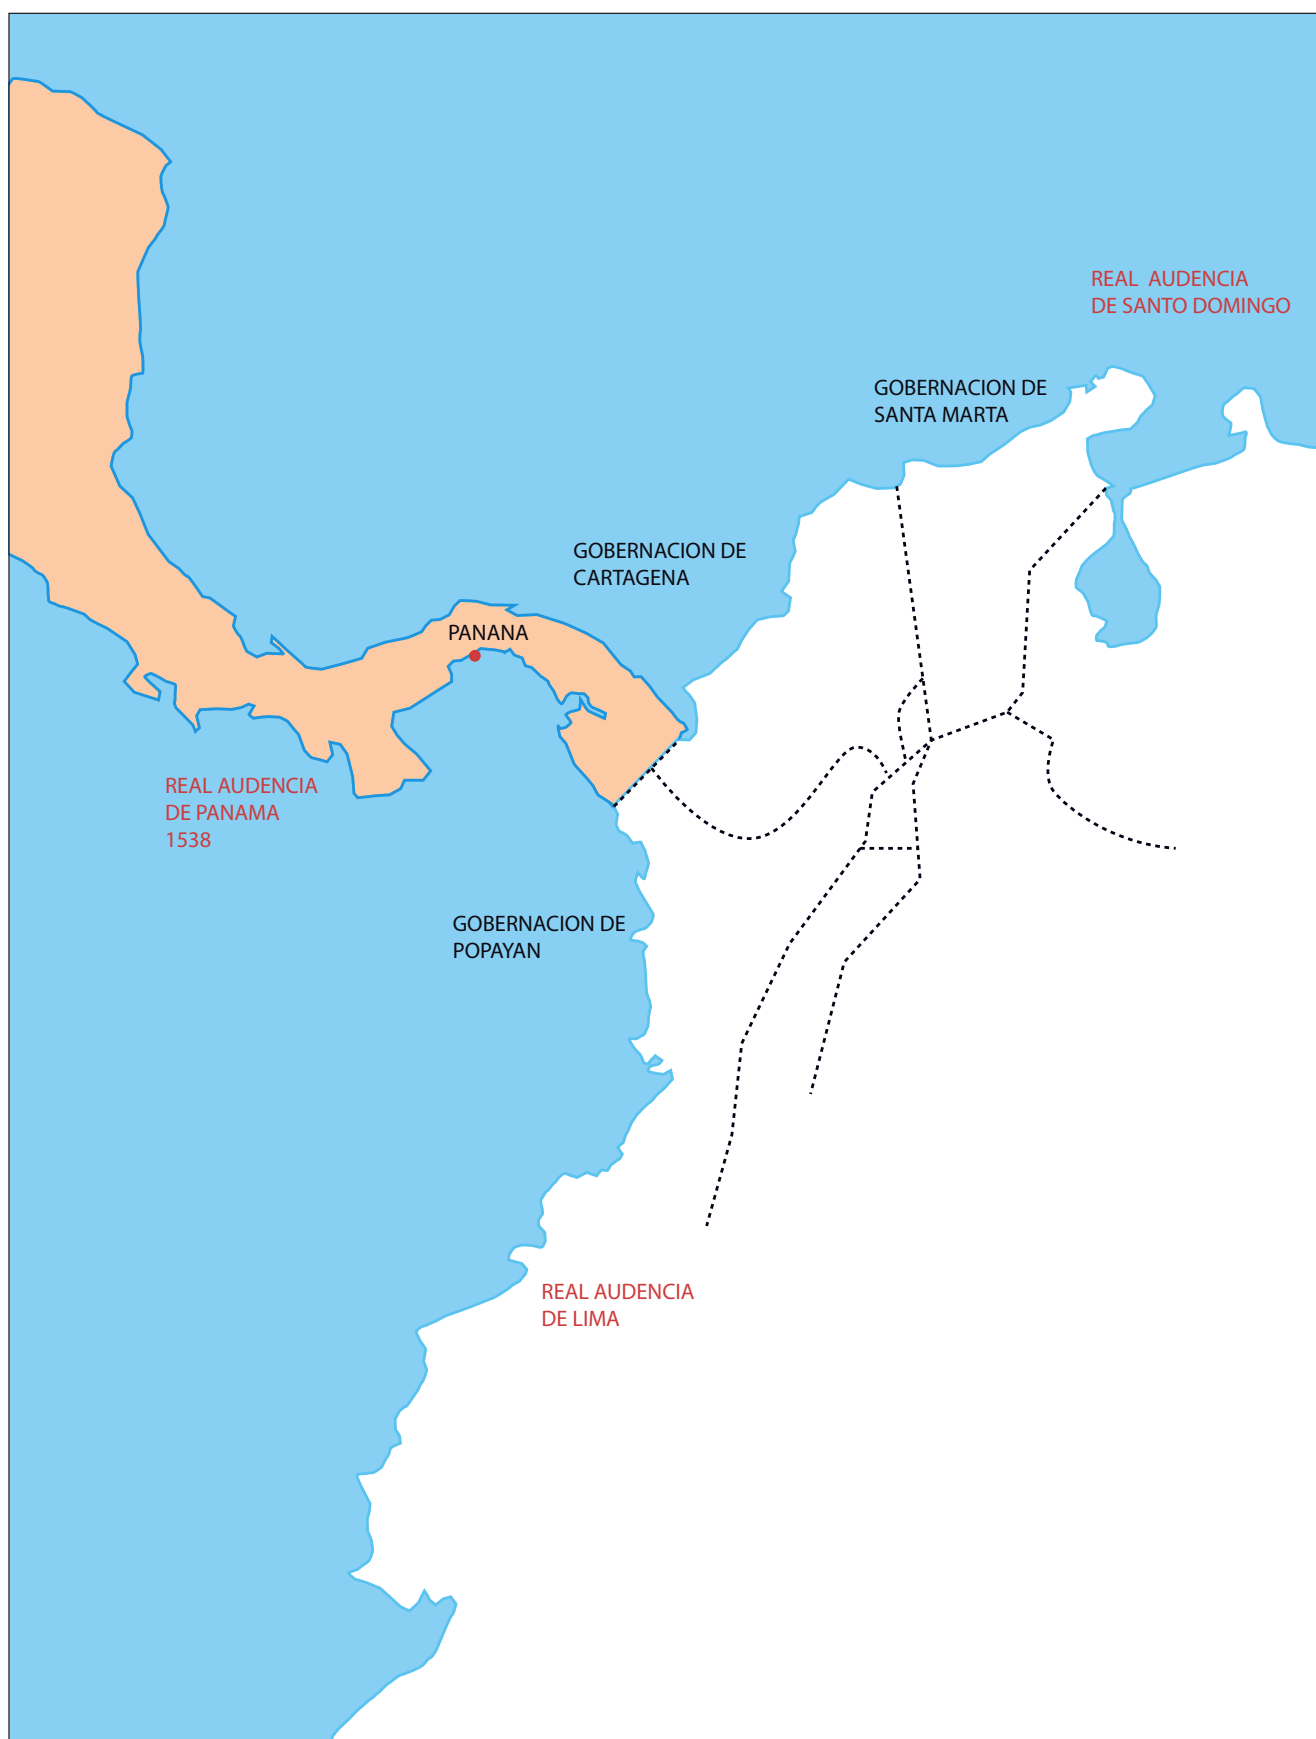 REAL AUDENCIA
DE SANTO DOMINGO
GOBERNACION DE
SANTA MARTA
GOBERNACION DE
CARTAGENA
PANANA
REAL AUDENCIA
DE PANAMA
1538
GOBERNACION DE
POPAYAN
REAL AUDENCIA
DE LIMA